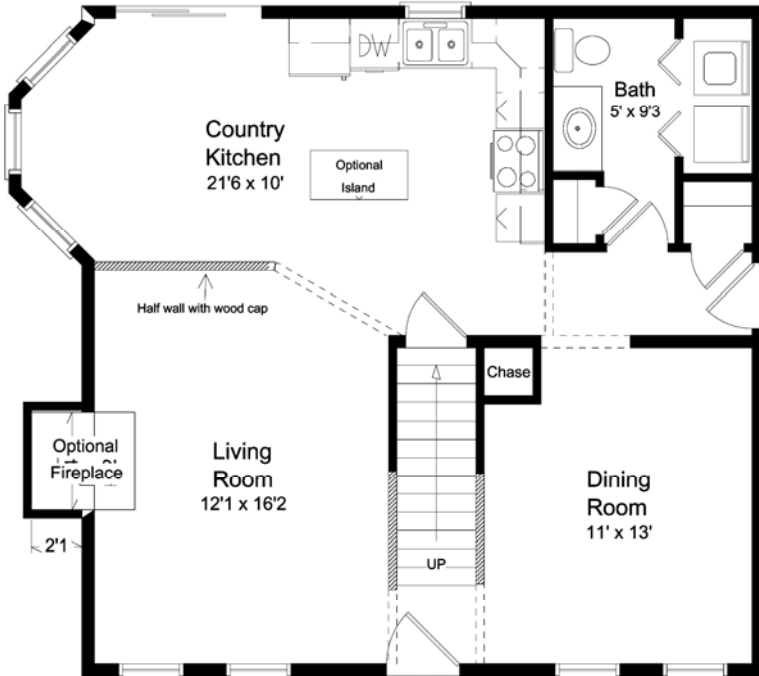 DW
Bath
5' x 9'3
Country
Kitchen
21'6 x 10'
Optional
Island
Half wall with wood cap
Chase
Optional
Fireplace
Living
Room
12'1 x 16'2
Dining
Room
11' x 13'
2'1
UP